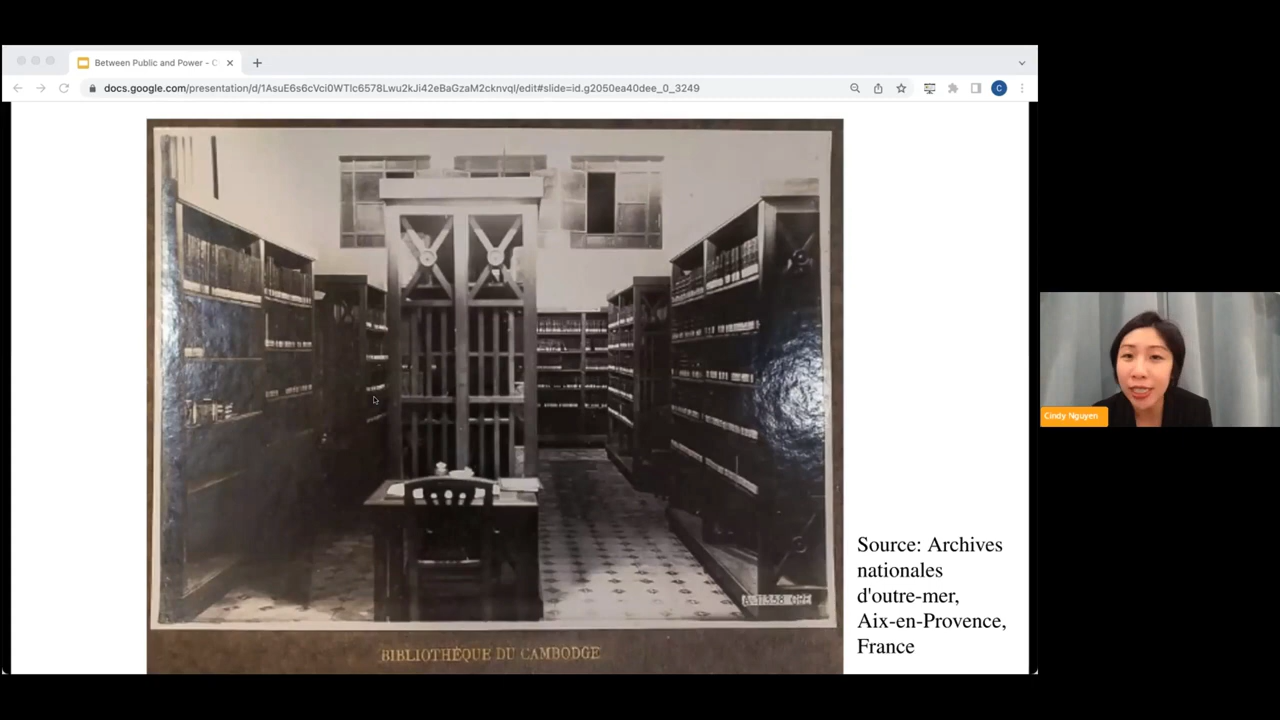 Between Public and Power - C
docs.google.com/presentation/d/1AsuE6s6cVci0WTlc6578Lwu2kJi42eBaGzaM2cknvqI/edit#slide=id.g2050ea40dee_0_3249
C
BIBLIOTHÈQUE DU CAMBODGE
Source: Archives
nationales
d'outre-mer,
Aix-en-Provence,
France
Cindy Nguyen